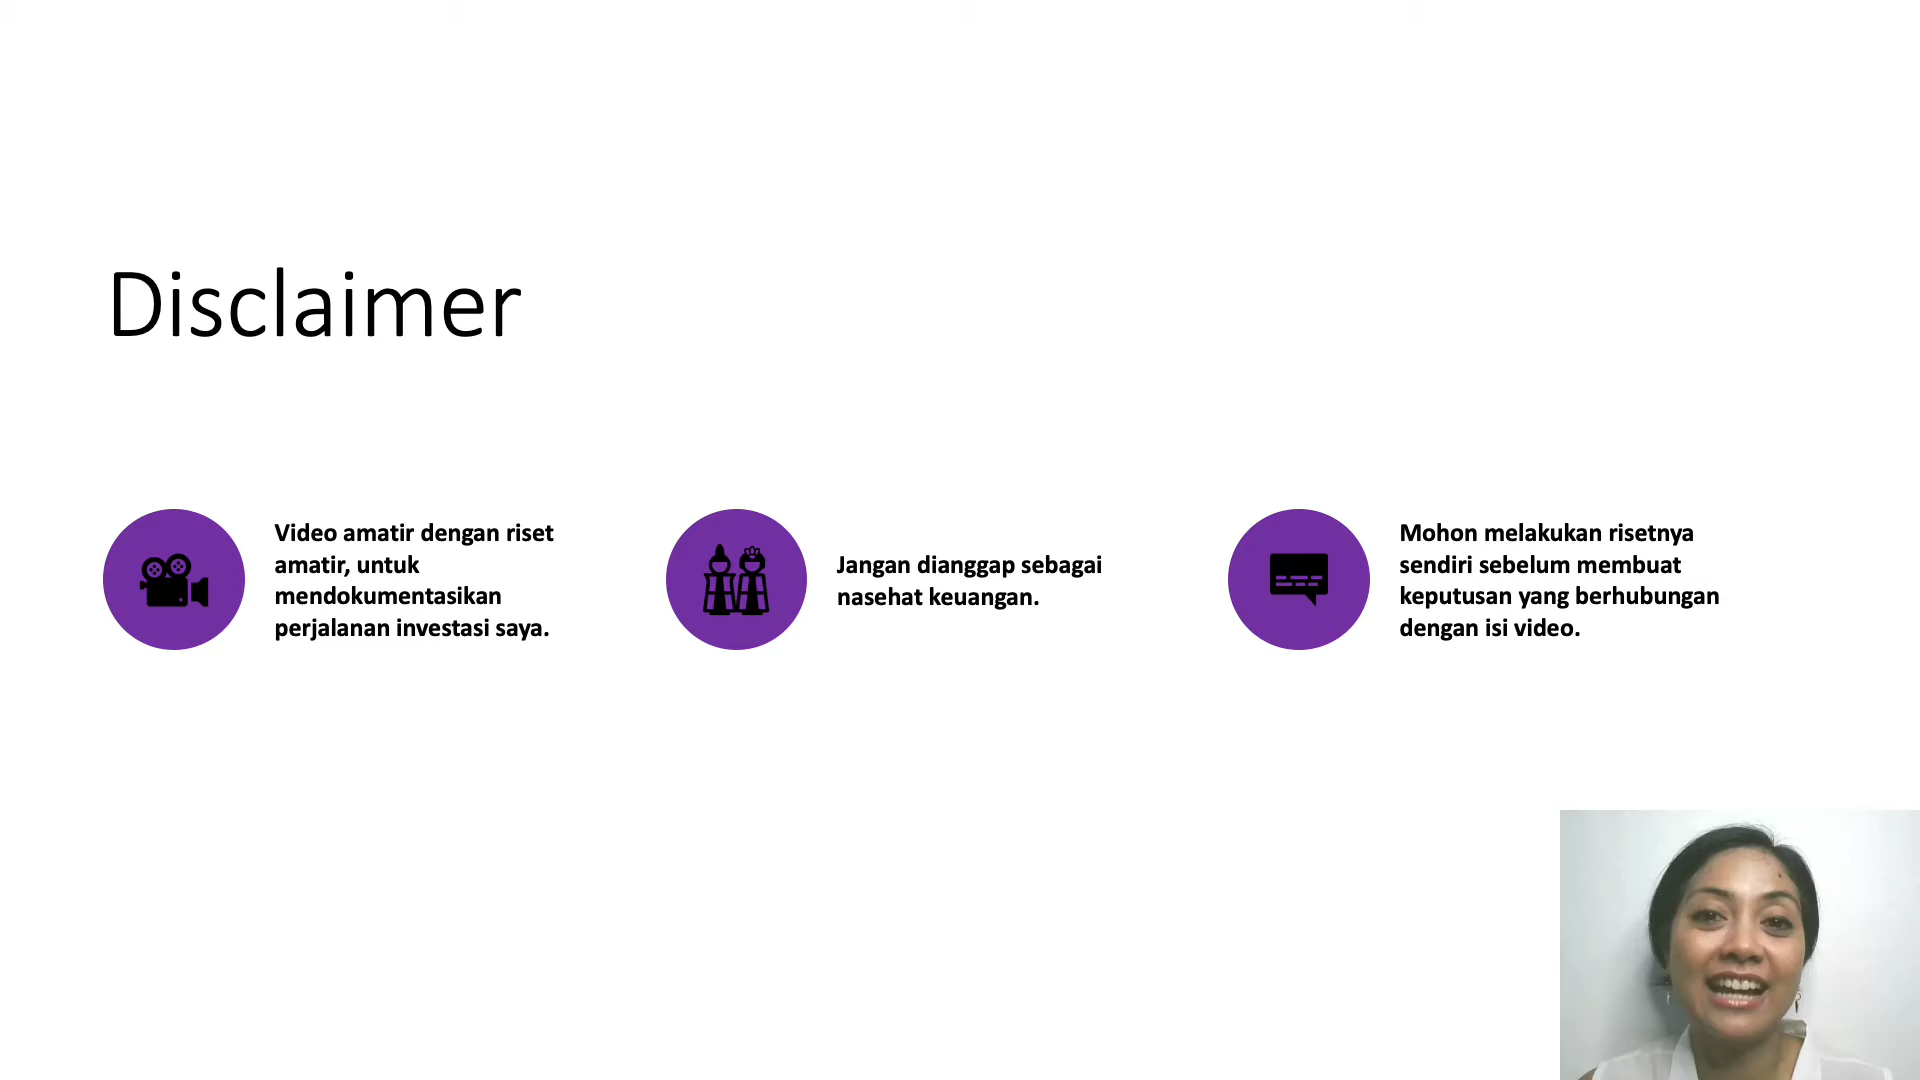 Disclaimer
Video amatir dengan riset
amatir, untuk
mendokumentasikan
perjalanan investasi saya.
Jangan dianggap sebagai
nasehat keuangan.
Mohon melakukan risetnya
sendiri sebelum membuat
keputusan yang berhubungan
dengan isi video.